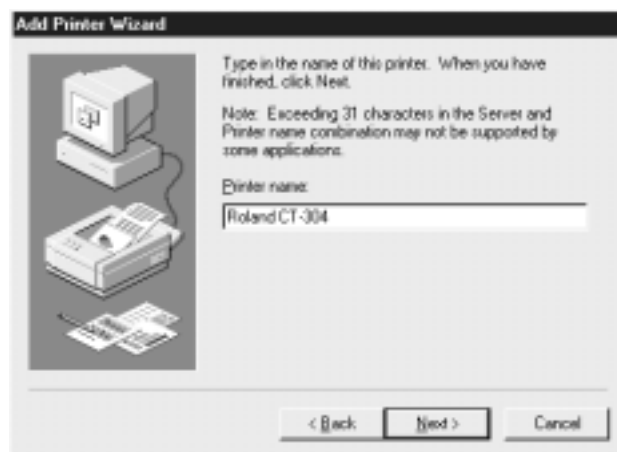 Add Printer Wizard
Type in the name of this printer. When you have
finished, click Next.
Note: Exceeding 31 characters in the Server and
Printer name combination may not be supported by
some applications.
Printer name:
Roland CT-304
< Back
Next >
Cancel